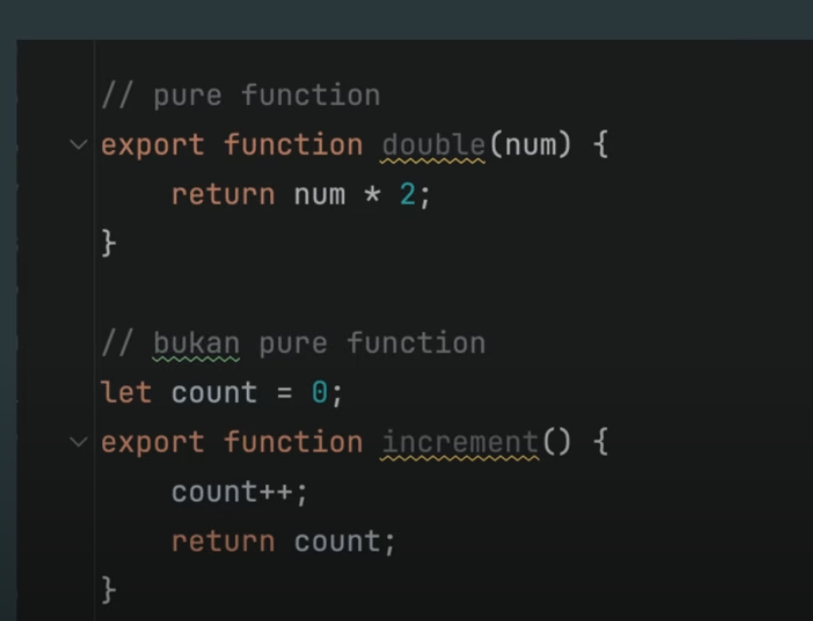 // pure function
export function double(num) {
    return num * 2;
}
// bukan pure function
let count = 0;
export function increment() {
    count++;
    return count;
}